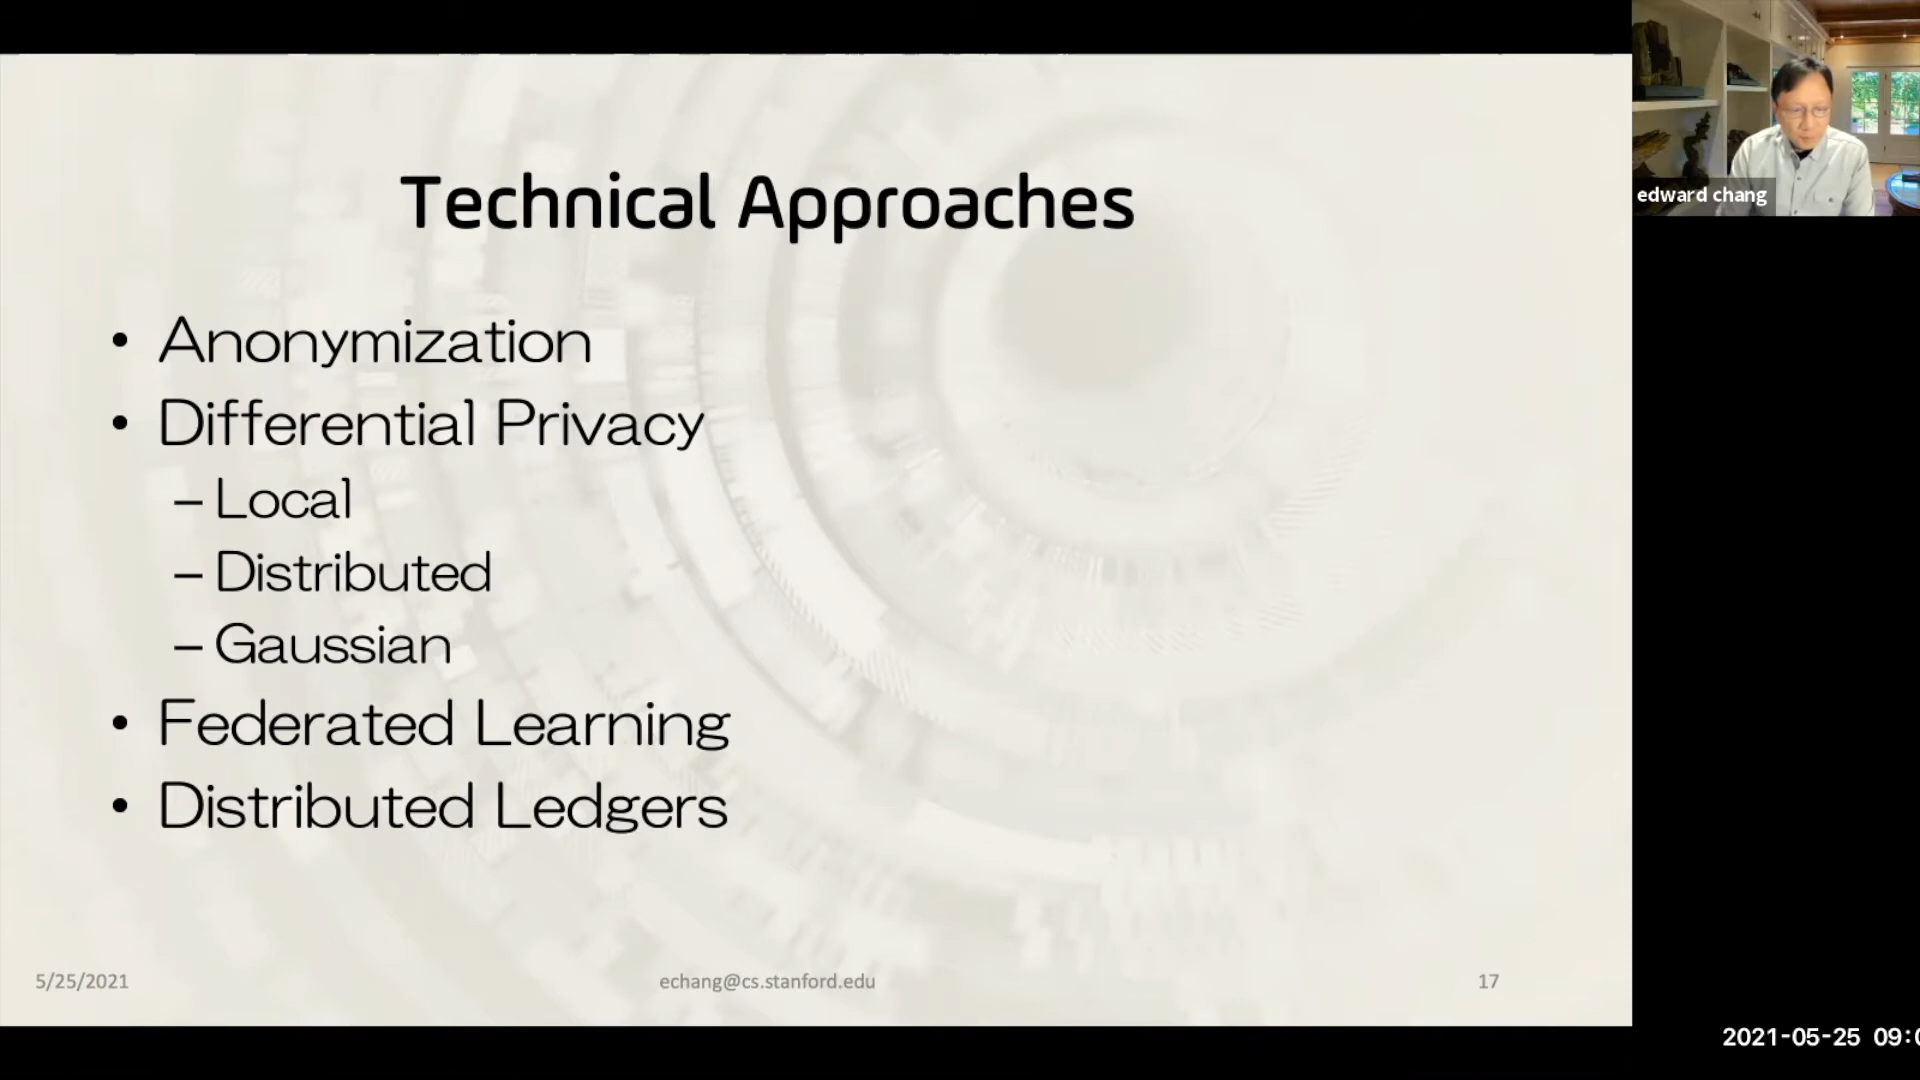 Technical Approaches
• Anonymization
• Differential Privacy
– Local
– Distributed
– Gaussian
• Federated Learning
• Distributed Ledgers
5/25/2021
echang@cs.stanford.edu
17
edward chang
2021-05-25 09:0